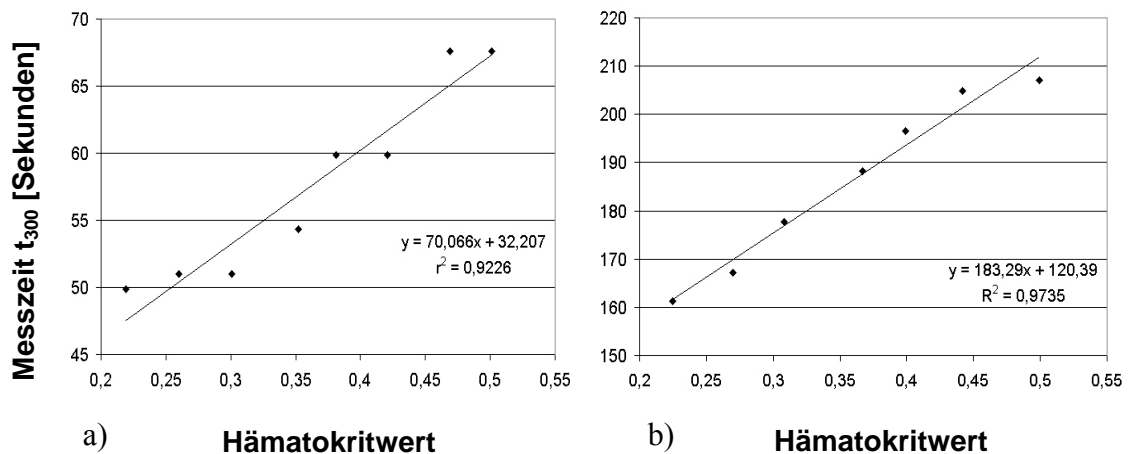 Messzeit t₃₀₀ [Sekunden]
70
65
60
55
50
45
0,2 0,25 0,3 0,35 0,4 0,45 0,5 0,55
y = 70,066x + 32,207
r² = 0,9226
a) Hämatokritwert
220
210
200
190
180
170
160
150
0,2 0,25 0,3 0,35 0,4 0,45 0,5 0,55
y = 183,29x + 120,39
R² = 0,9735
b) Hämatokritwert